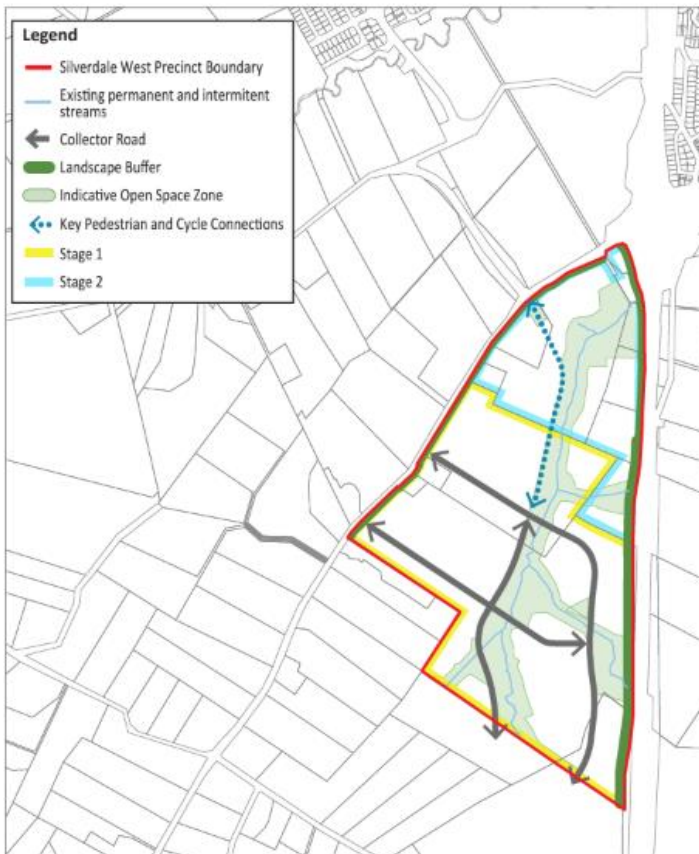 Legend
Silverdale West Precinct Boundary
Existing permanent and intermitent
streams
Collector Road
Landscape Buffer
Indicative Open Space Zone
Key Pedestrian and Cycle Connections
Stage 1
Stage 2